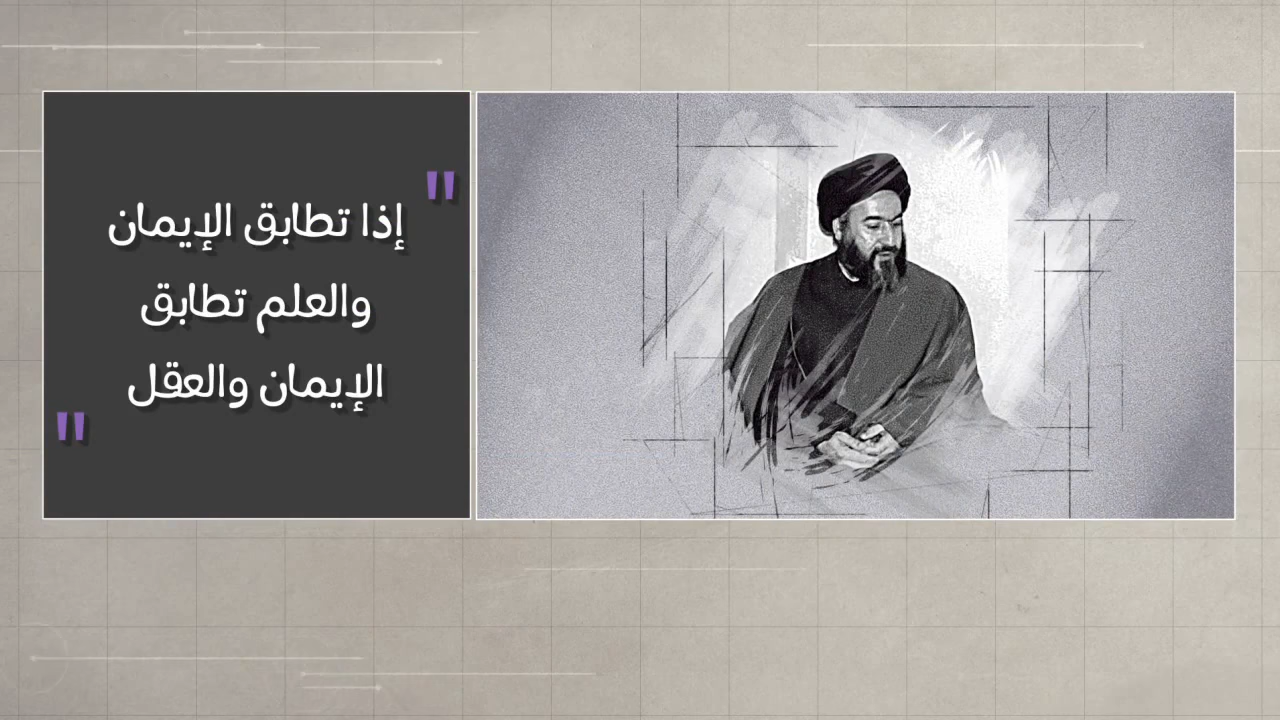 "إذا تطابق الإيمان
والعلم تطابق
الإيمان والعقل"